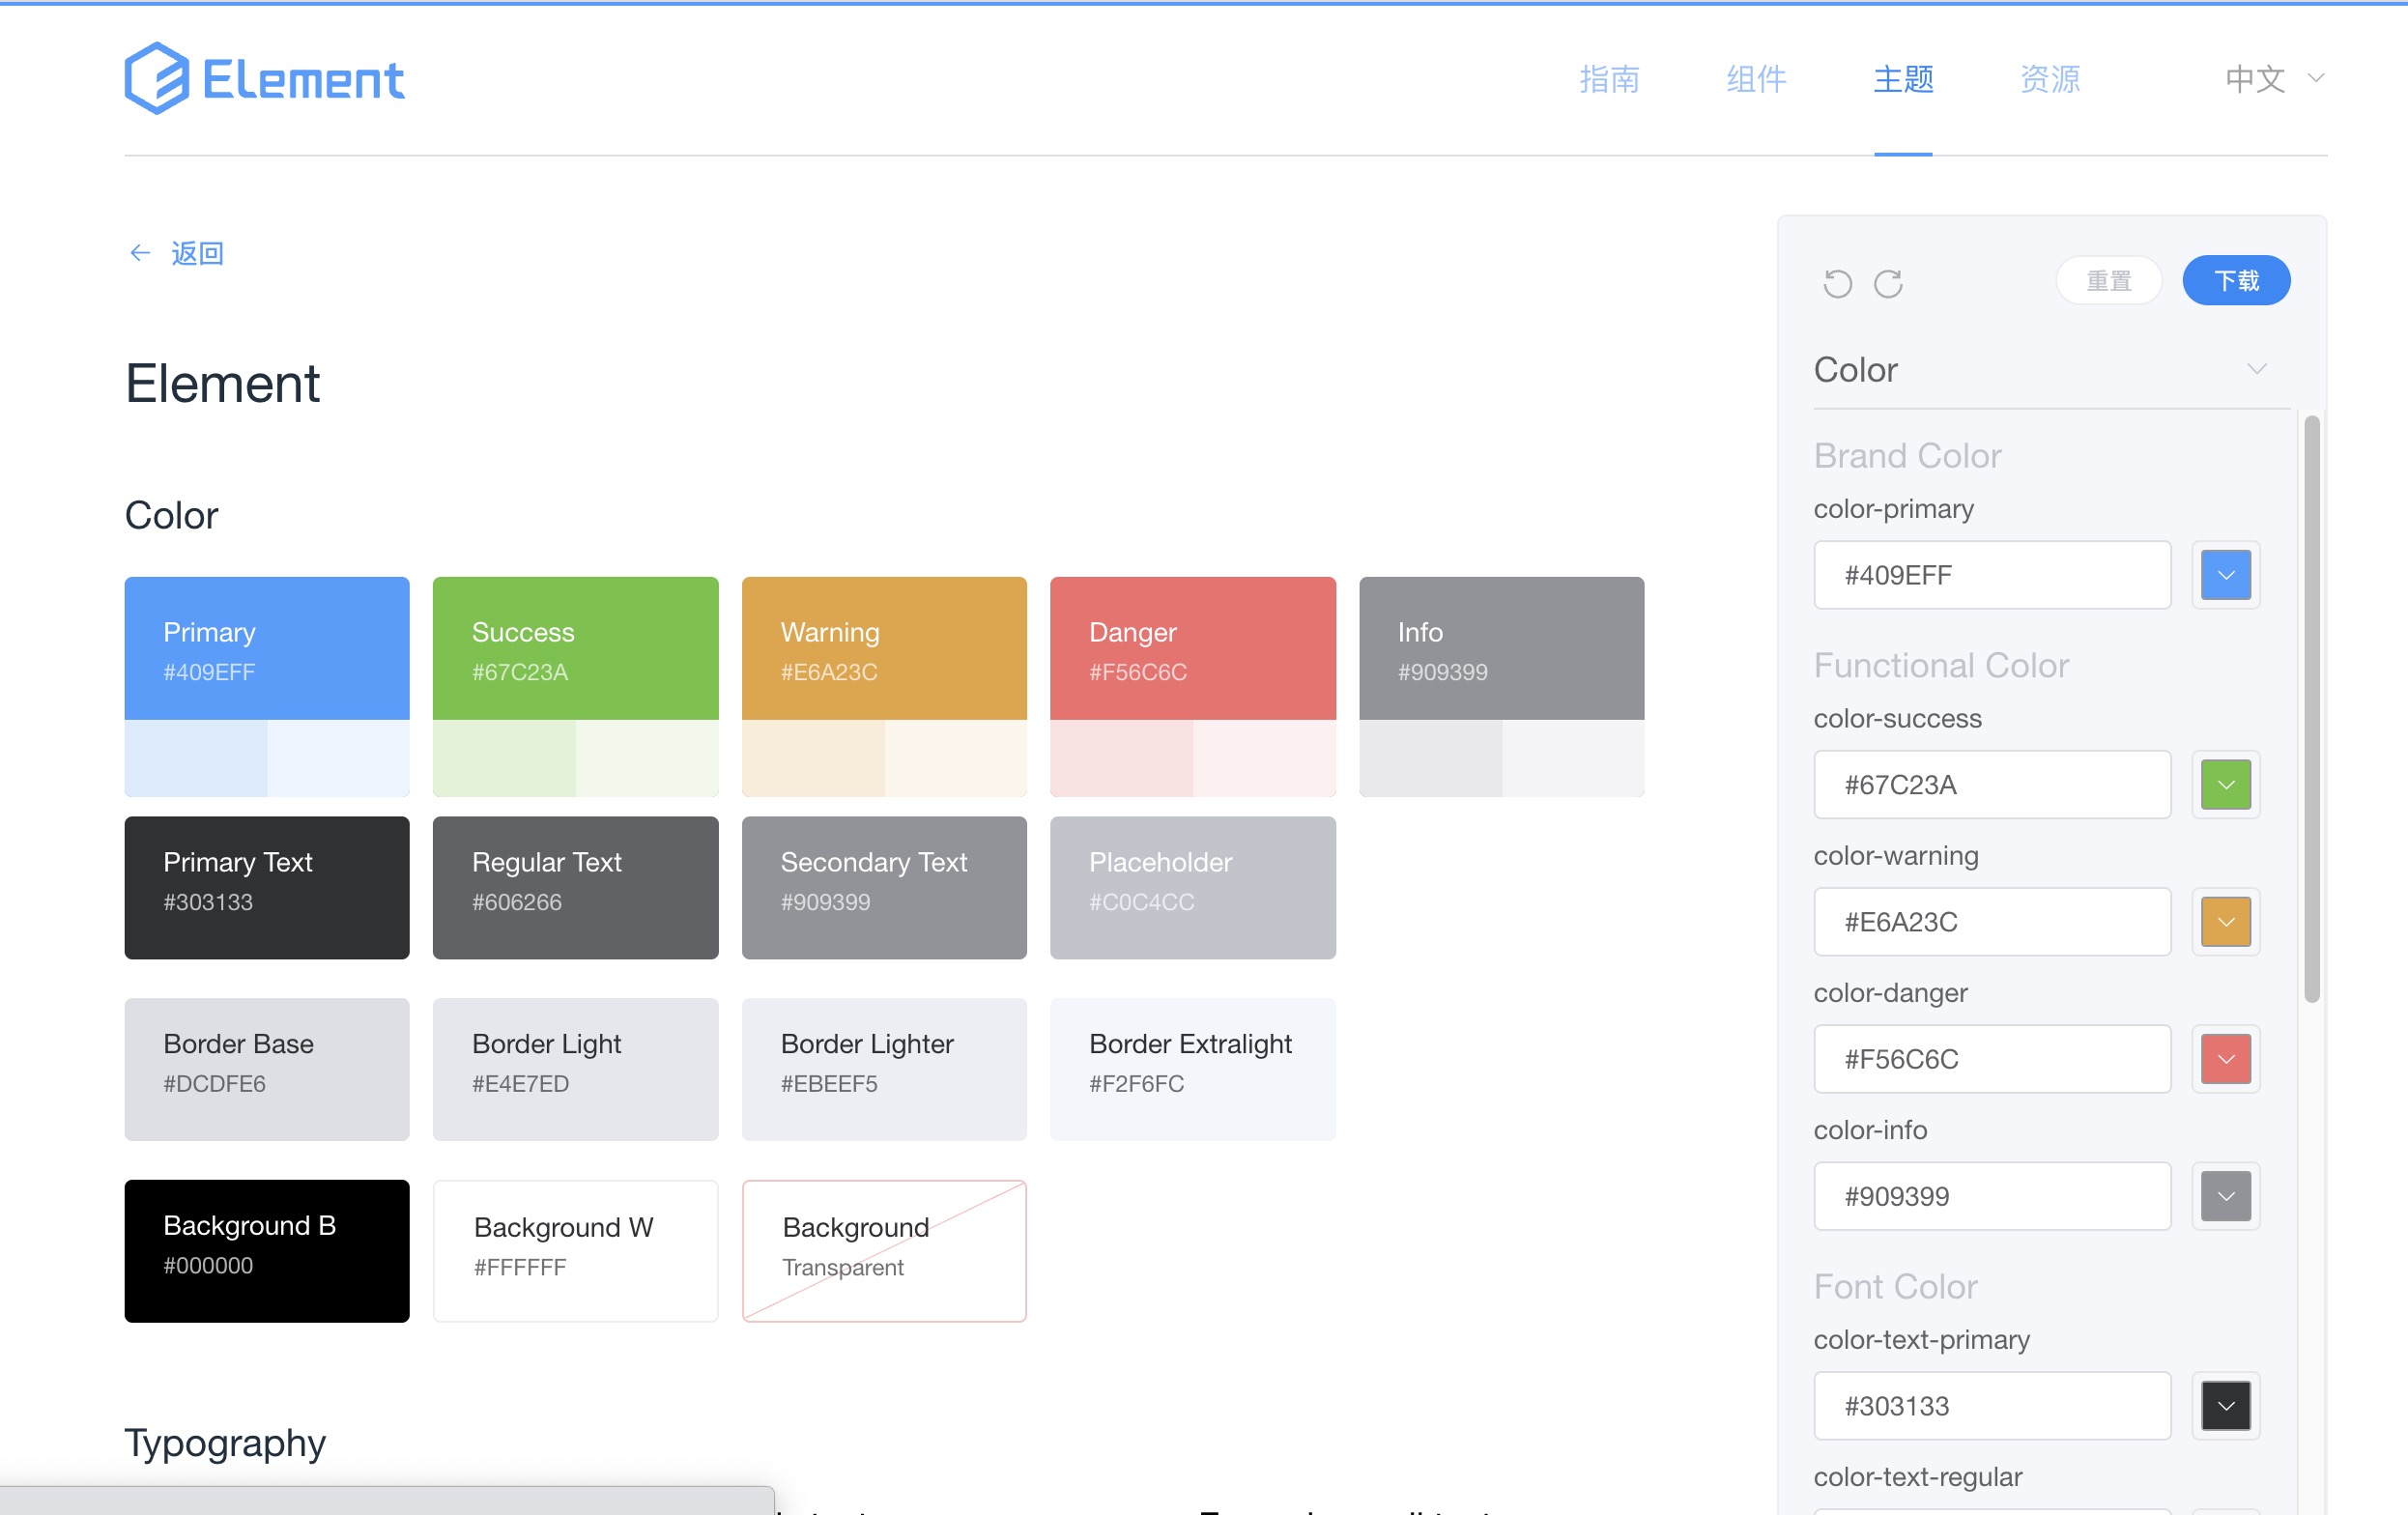 Element
指南
组件
主题
资源
中文
返回
Element
Color
Primary
#409EFF
Success
#67C23A
Warning
#E6A23C
Danger
#F56C6C
Info
#909399
Primary Text
#303133
Regular Text
#606266
Secondary Text
#909399
Placeholder
#C0C4CC
Border Base
#DCDFE6
Border Light
#E4E7ED
Border Lighter
#EBEEF5
Border Extralight
#F2F6FC
Background B
#000000
Background W
#FFFFFF
Background
Transparent
Typography
重置
下载
Color
Brand Color
color-primary
#409EFF
Functional Color
color-success
#67C23A
color-warning
#E6A23C
color-danger
#F56C6C
color-info
#909399
Font Color
color-text-primary
#303133
color-text-regular